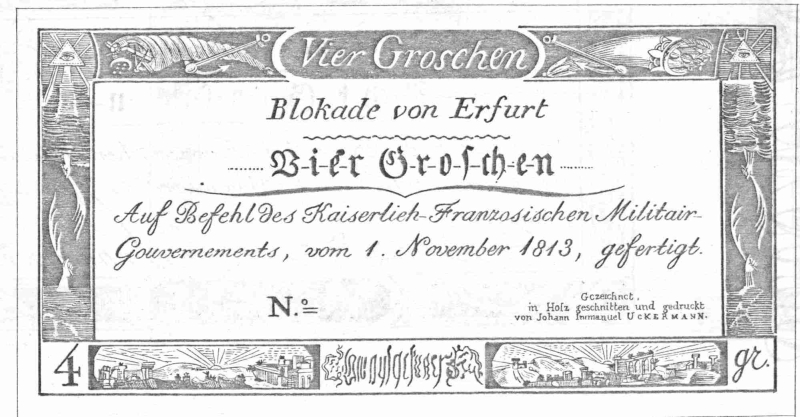 Vier Groschen
Blokade von Erfurt
Vier Groschen
Auf Befehl des Kaiserlich-Französischen Militair-
Gouvernements, vom 1. November 1813, gefertigt.
N.º=
Gezeichnet,
in Holz geschnitten und gedruckt
von Johann Immanuel UCKERMANN.
4
gr.